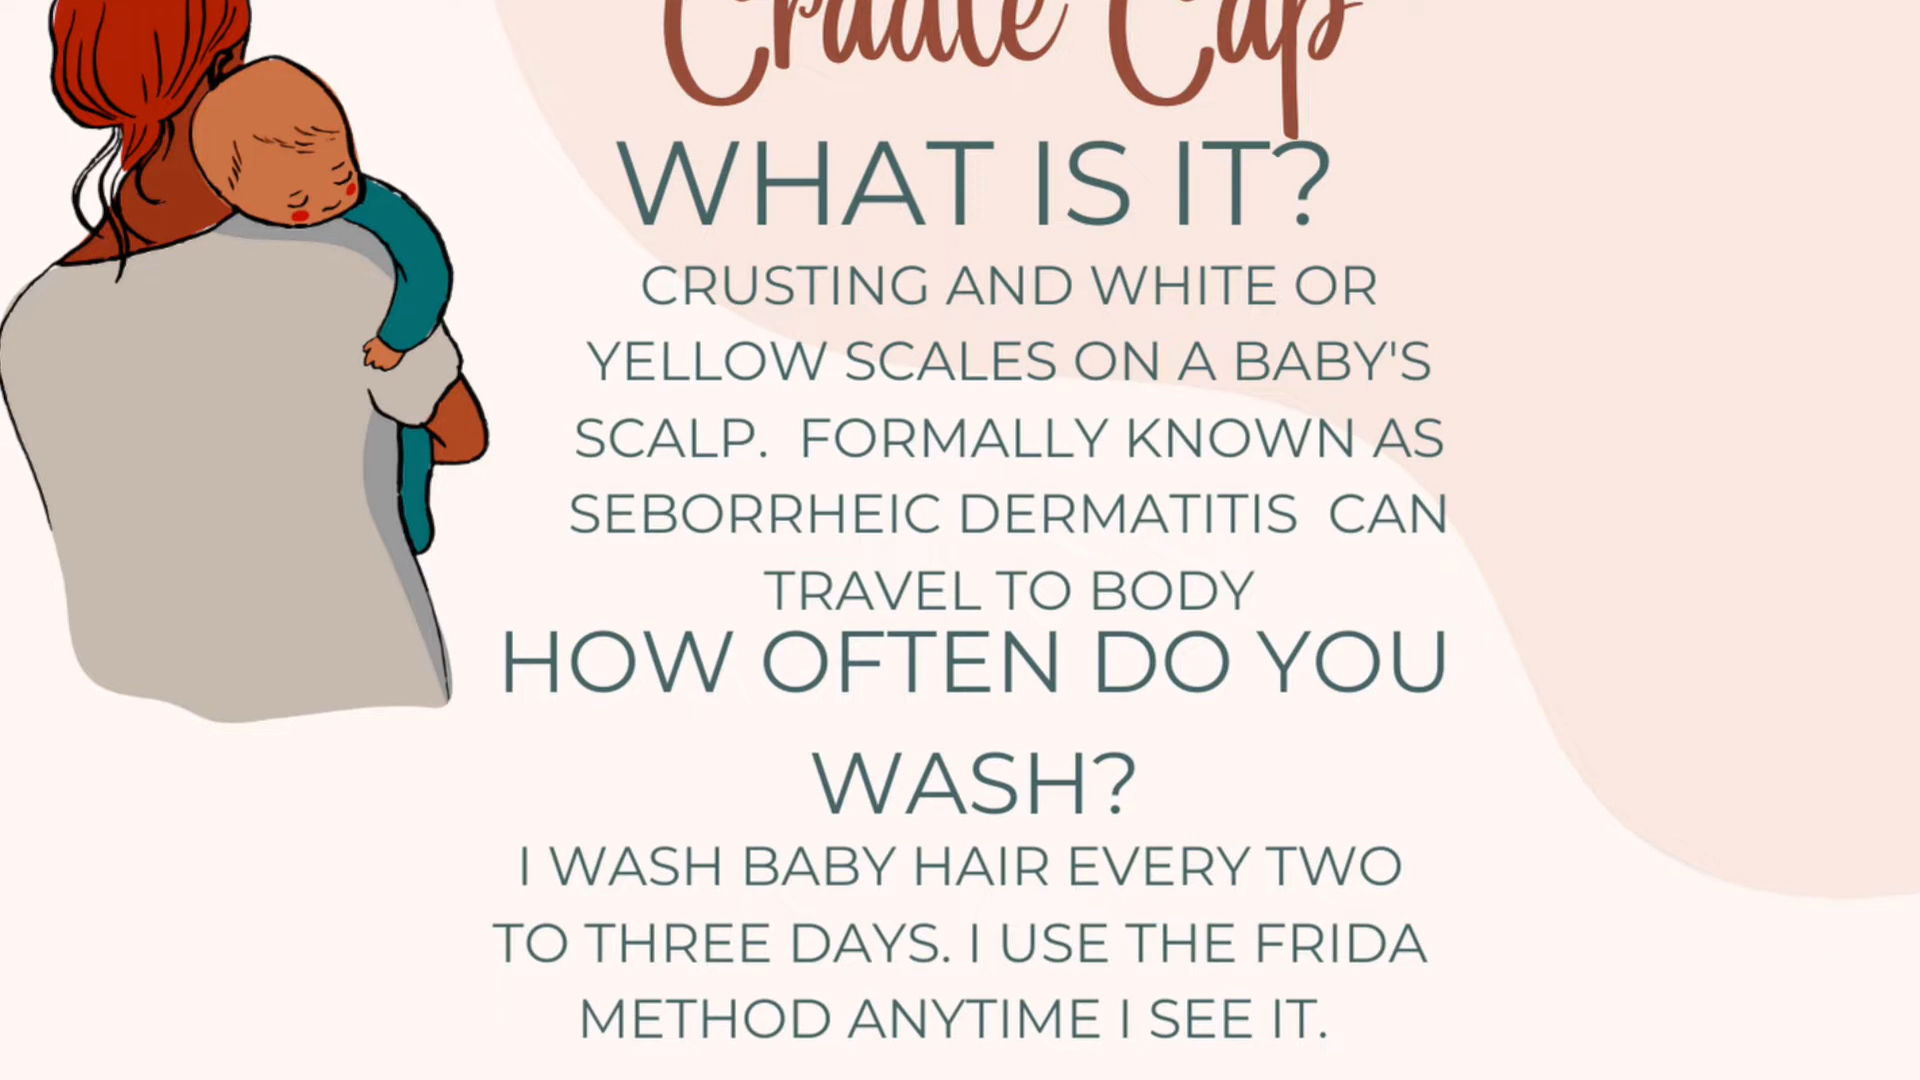 Cradle Cap
WHAT IS IT?
CRUSTING AND WHITE OR
YELLOW SCALES ON A BABY'S
SCALP. FORMALLY KNOWN AS
SEBORRHEIC DERMATITIS CAN
TRAVEL TO BODY
HOW OFTEN DO YOU
WASH?
I WASH BABY HAIR EVERY TWO
TO THREE DAYS. I USE THE FRIDA
METHOD ANYTIME I SEE IT.